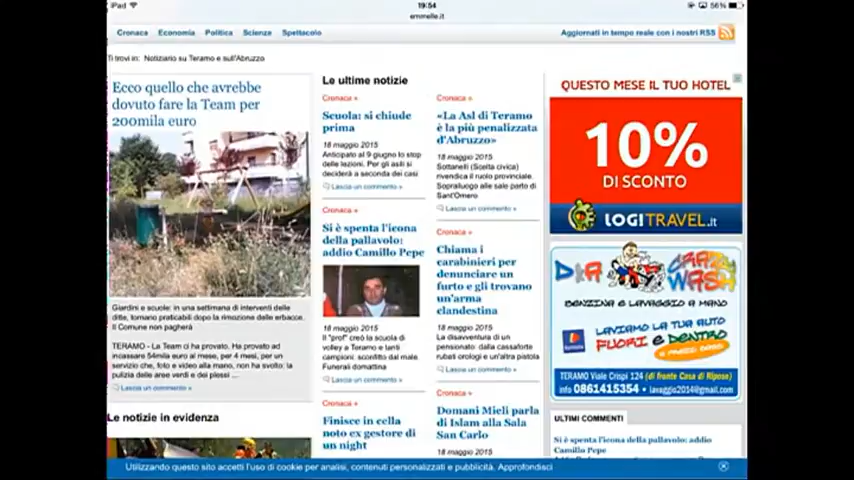 iPad
19:54
56%
emmelle.it
Cronaca Economia Politica Scienza Spettacolo
Aggiornati in tempo reale con i nostri RSS
Ti trovi in: Notiziario su Teramo e sull'Abruzzo
Ecco quello che avrebbe
dovuto fare la Team per
200mila euro
Giardini e scuole: in una settimana di interventi delle
ditte, tornano praticabili dopo la rimozione delle erbacce.
Il Comune non pagherà
TERAMO - La Team ci ha provato. Ha provato ad
incassare 54mila euro al mese, per 4 mesi, per un
servizio che, foto e video alla mano, non ha svolto: la
pulizia delle aree verdi e dei plessi ...
Lascia un commento »
Le notizie in evidenza
Le ultime notizie
Cronaca »
Scuola: si chiude
prima
18 maggio 2015
Anticipato al 9 giugno lo stop
delle lezioni. Per gli asili si
deciderà a seconda dei casi
Lascia un commento »
Cronaca »
Si è spenta l'icona
della pallavolo:
addio Camillo Pepe
18 maggio 2015
Il "prof" creò la scuola di
volley a Teramo e tanti
campioni: sconfitto dal male.
Funerali domattina
Lascia un commento »
Cronaca »
Finisce in cella
noto ex gestore di
un night
Cronaca »
«La Asl di Teramo
è la più penalizzata
d'Abruzzo»
18 maggio 2015
Sottanelli (Scelta civica)
rivendica il ruolo provinciale.
Sopraluogo alle sale parto di
Sant'Omero
Lascia un commento »
Cronaca »
Chiama i
carabinieri per
denunciare un
furto e gli trovano
un'arma
clandestina
18 maggio 2015
La disavventura di un
pensionato: dalla cassaforte
rubati orologi e un'altra pistola
Lascia un commento »
Cronaca »
Domani Mieli parla
di Islam alla Sala
San Carlo
18 maggio 2015
QUESTO MESE IL TUO HOTEL
10%
DI SCONTO
LOGITRAVEL.it
CRAZY
WASH
BENZINA e LAVAGGIO A MANO
LAVIAMO LA TUA AUTO
FUORI e DENTRO
TERAMO Viale Crispi 124 (di fronte Casa di Riposo)
info 0861415354 lavaggio2014@gmail.com
ULTIMI COMMENTI
Si è spenta l'icona della pallavolo: addio
Camillo Pepe
Utilizzando questo sito accetti l'uso di cookie per analisi, contenuti personalizzati e pubblicità. Approfondisci